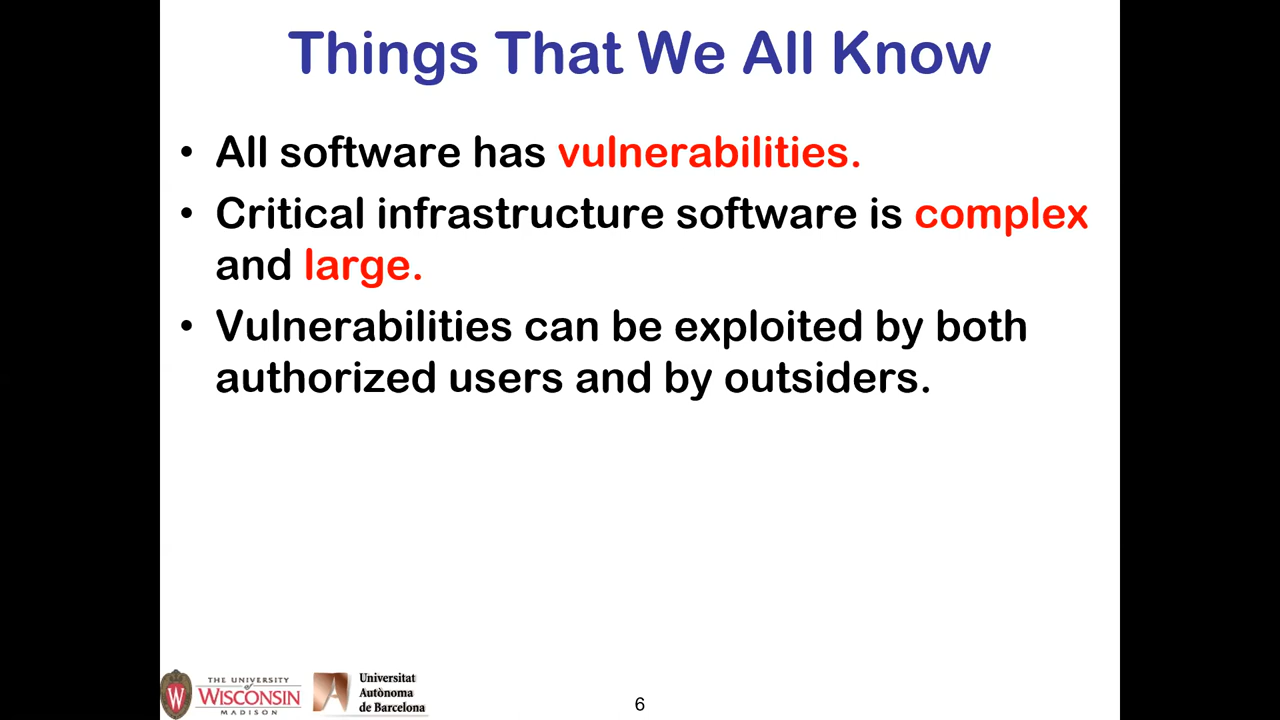 Things That We All Know
• All software has vulnerabilities.
• Critical infrastructure software is complex
and large.
• Vulnerabilities can be exploited by both
authorized users and by outsiders.
W
THE UNIVERSITY
of
WISCONSIN
MADISON
Universitat
Autònoma
de Barcelona
6